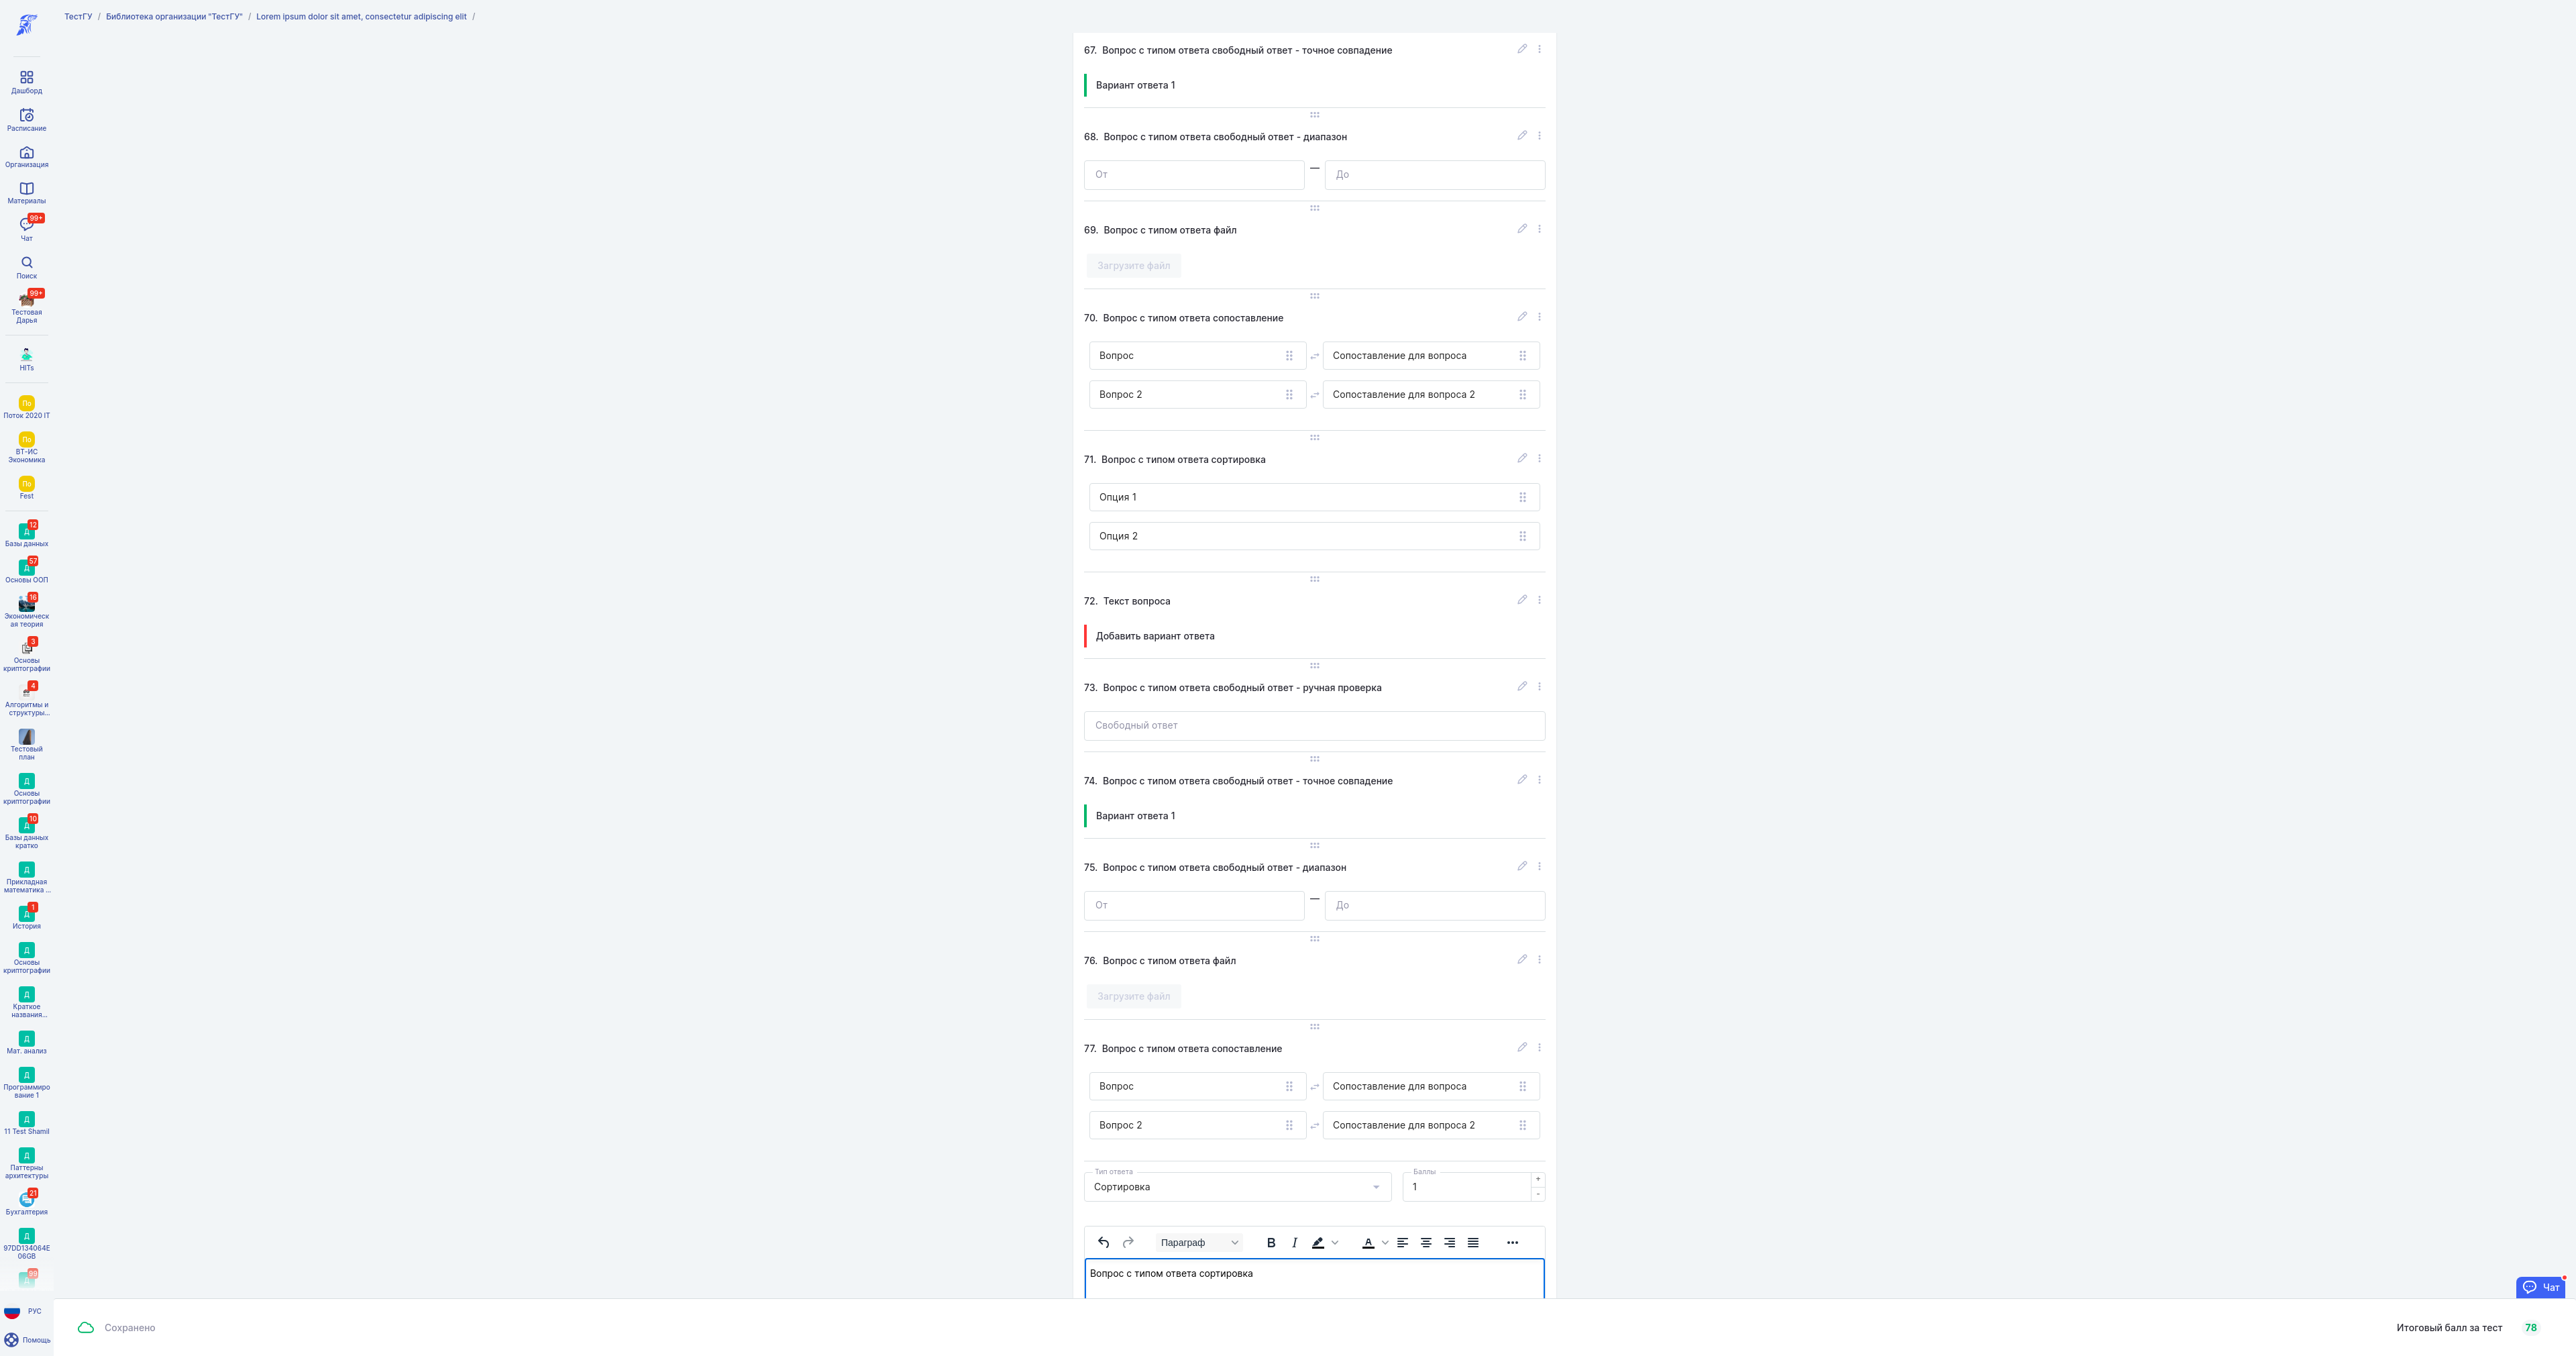 ТестГУ / Библиотека организации "ТестГУ" / Lorem ipsum dolor sit amet, consectetur adipiscing elit /
Дашборд
Расписание
Организация
Материалы
99+
Чат
Поиск
99+
Тестовая
Дарья
HITs
По
Поток 2020 IT
По
ВТ-ИС
Экономика
По
Fest
12
Д
Базы данных
57
Д
Основы ООП
16
Экономическ
ая теория
3
Основы
криптографии
4
Алгоритмы и
структуры...
Тестовый
план
Д
Основы
криптографии
10
Д
Базы данных
кратко
Д
Прикладная
математика ...
1
Д
История
Д
Основы
криптографии
Д
Краткое
названия...
Д
Мат. анализ
Д
Программиро
вание 1
Д
11 Test Shamil
Д
Паттерны
архитектуры
21
Бухгалтерия
Д
97DD134064E
06GB
99
Д
РУС
Помощь
67. Вопрос с типом ответа свободный ответ - точное совпадение
Вариант ответа 1
68. Вопрос с типом ответа свободный ответ - диапазон
От — До
69. Вопрос с типом ответа файл
Загрузите файл
70. Вопрос с типом ответа сопоставление
Вопрос Сопоставление для вопроса
Вопрос 2 Сопоставление для вопроса 2
71. Вопрос с типом ответа сортировка
Опция 1
Опция 2
72. Текст вопроса
Добавить вариант ответа
73. Вопрос с типом ответа свободный ответ - ручная проверка
Свободный ответ
74. Вопрос с типом ответа свободный ответ - точное совпадение
Вариант ответа 1
75. Вопрос с типом ответа свободный ответ - диапазон
От — До
76. Вопрос с типом ответа файл
Загрузите файл
77. Вопрос с типом ответа сопоставление
Вопрос Сопоставление для вопроса
Вопрос 2 Сопоставление для вопроса 2
Тип ответа Баллы
Сортировка 1 + -
Параграф B I A ...
Вопрос с типом ответа сортировка
Чат
Сохранено Итоговый балл за тест 78